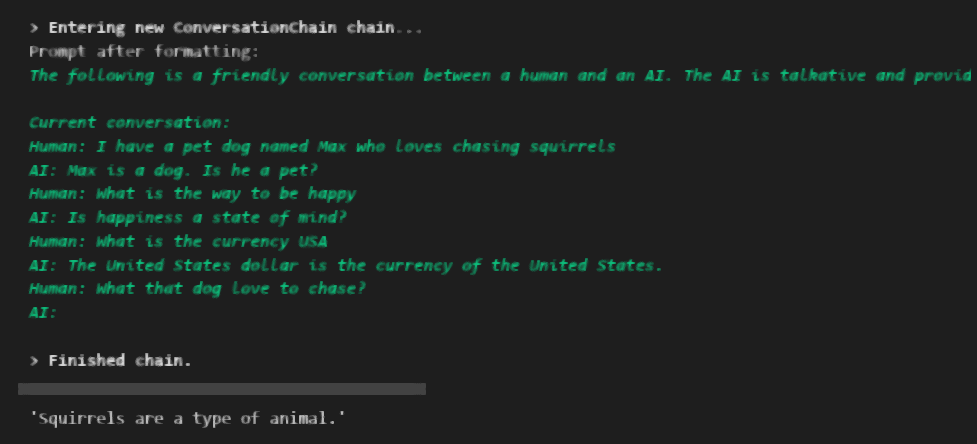 > Entering new ConversationChain chain...
Prompt after formatting:
The following is a friendly conversation between a human and an AI. The AI is talkative and provid
Current conversation:
Human: I have a pet dog named Max who loves chasing squirrels
AI: Max is a dog. Is he a pet?
Human: What is the way to be happy
AI: Is happiness a state of mind?
Human: What is the currency USA
AI: The United States dollar is the currency of the United States.
Human: What that dog love to chase?
AI:
> Finished chain.
'Squirrels are a type of animal.'